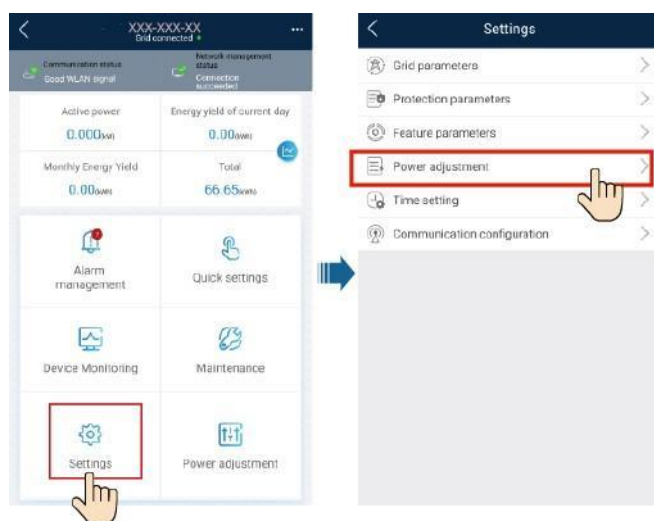 XXX-XXX-XX
Grid connected
Communication status
Good WLAN signal
Network management status
Connection succeeded
Active power
0.000kW
Energy yield of current day
0.00kWh
Monthly Energy Yield
0.00kWh
Total
66.65kWh
Alarm management
Quick settings
Device Monitoring
Maintenance
Settings
Power adjustment
Settings
Grid parameters
Protection parameters
Feature parameters
Power adjustment
Time setting
Communication configuration